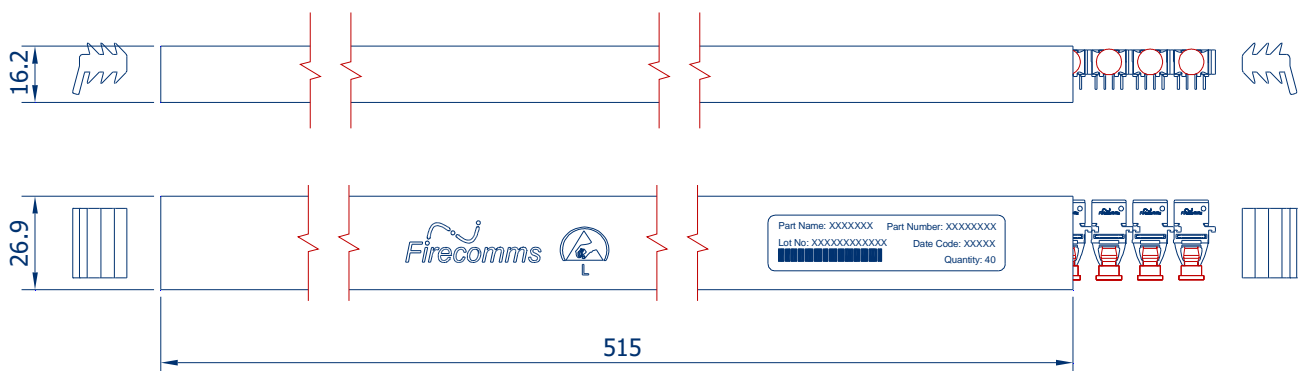 16.2
26.9
Firecomms
L
Part Name: XXXXXXX Part Number: XXXXXXXX
Lot No: XXXXXXXXXXXX Date Code: XXXXX
Quantity: 40
515